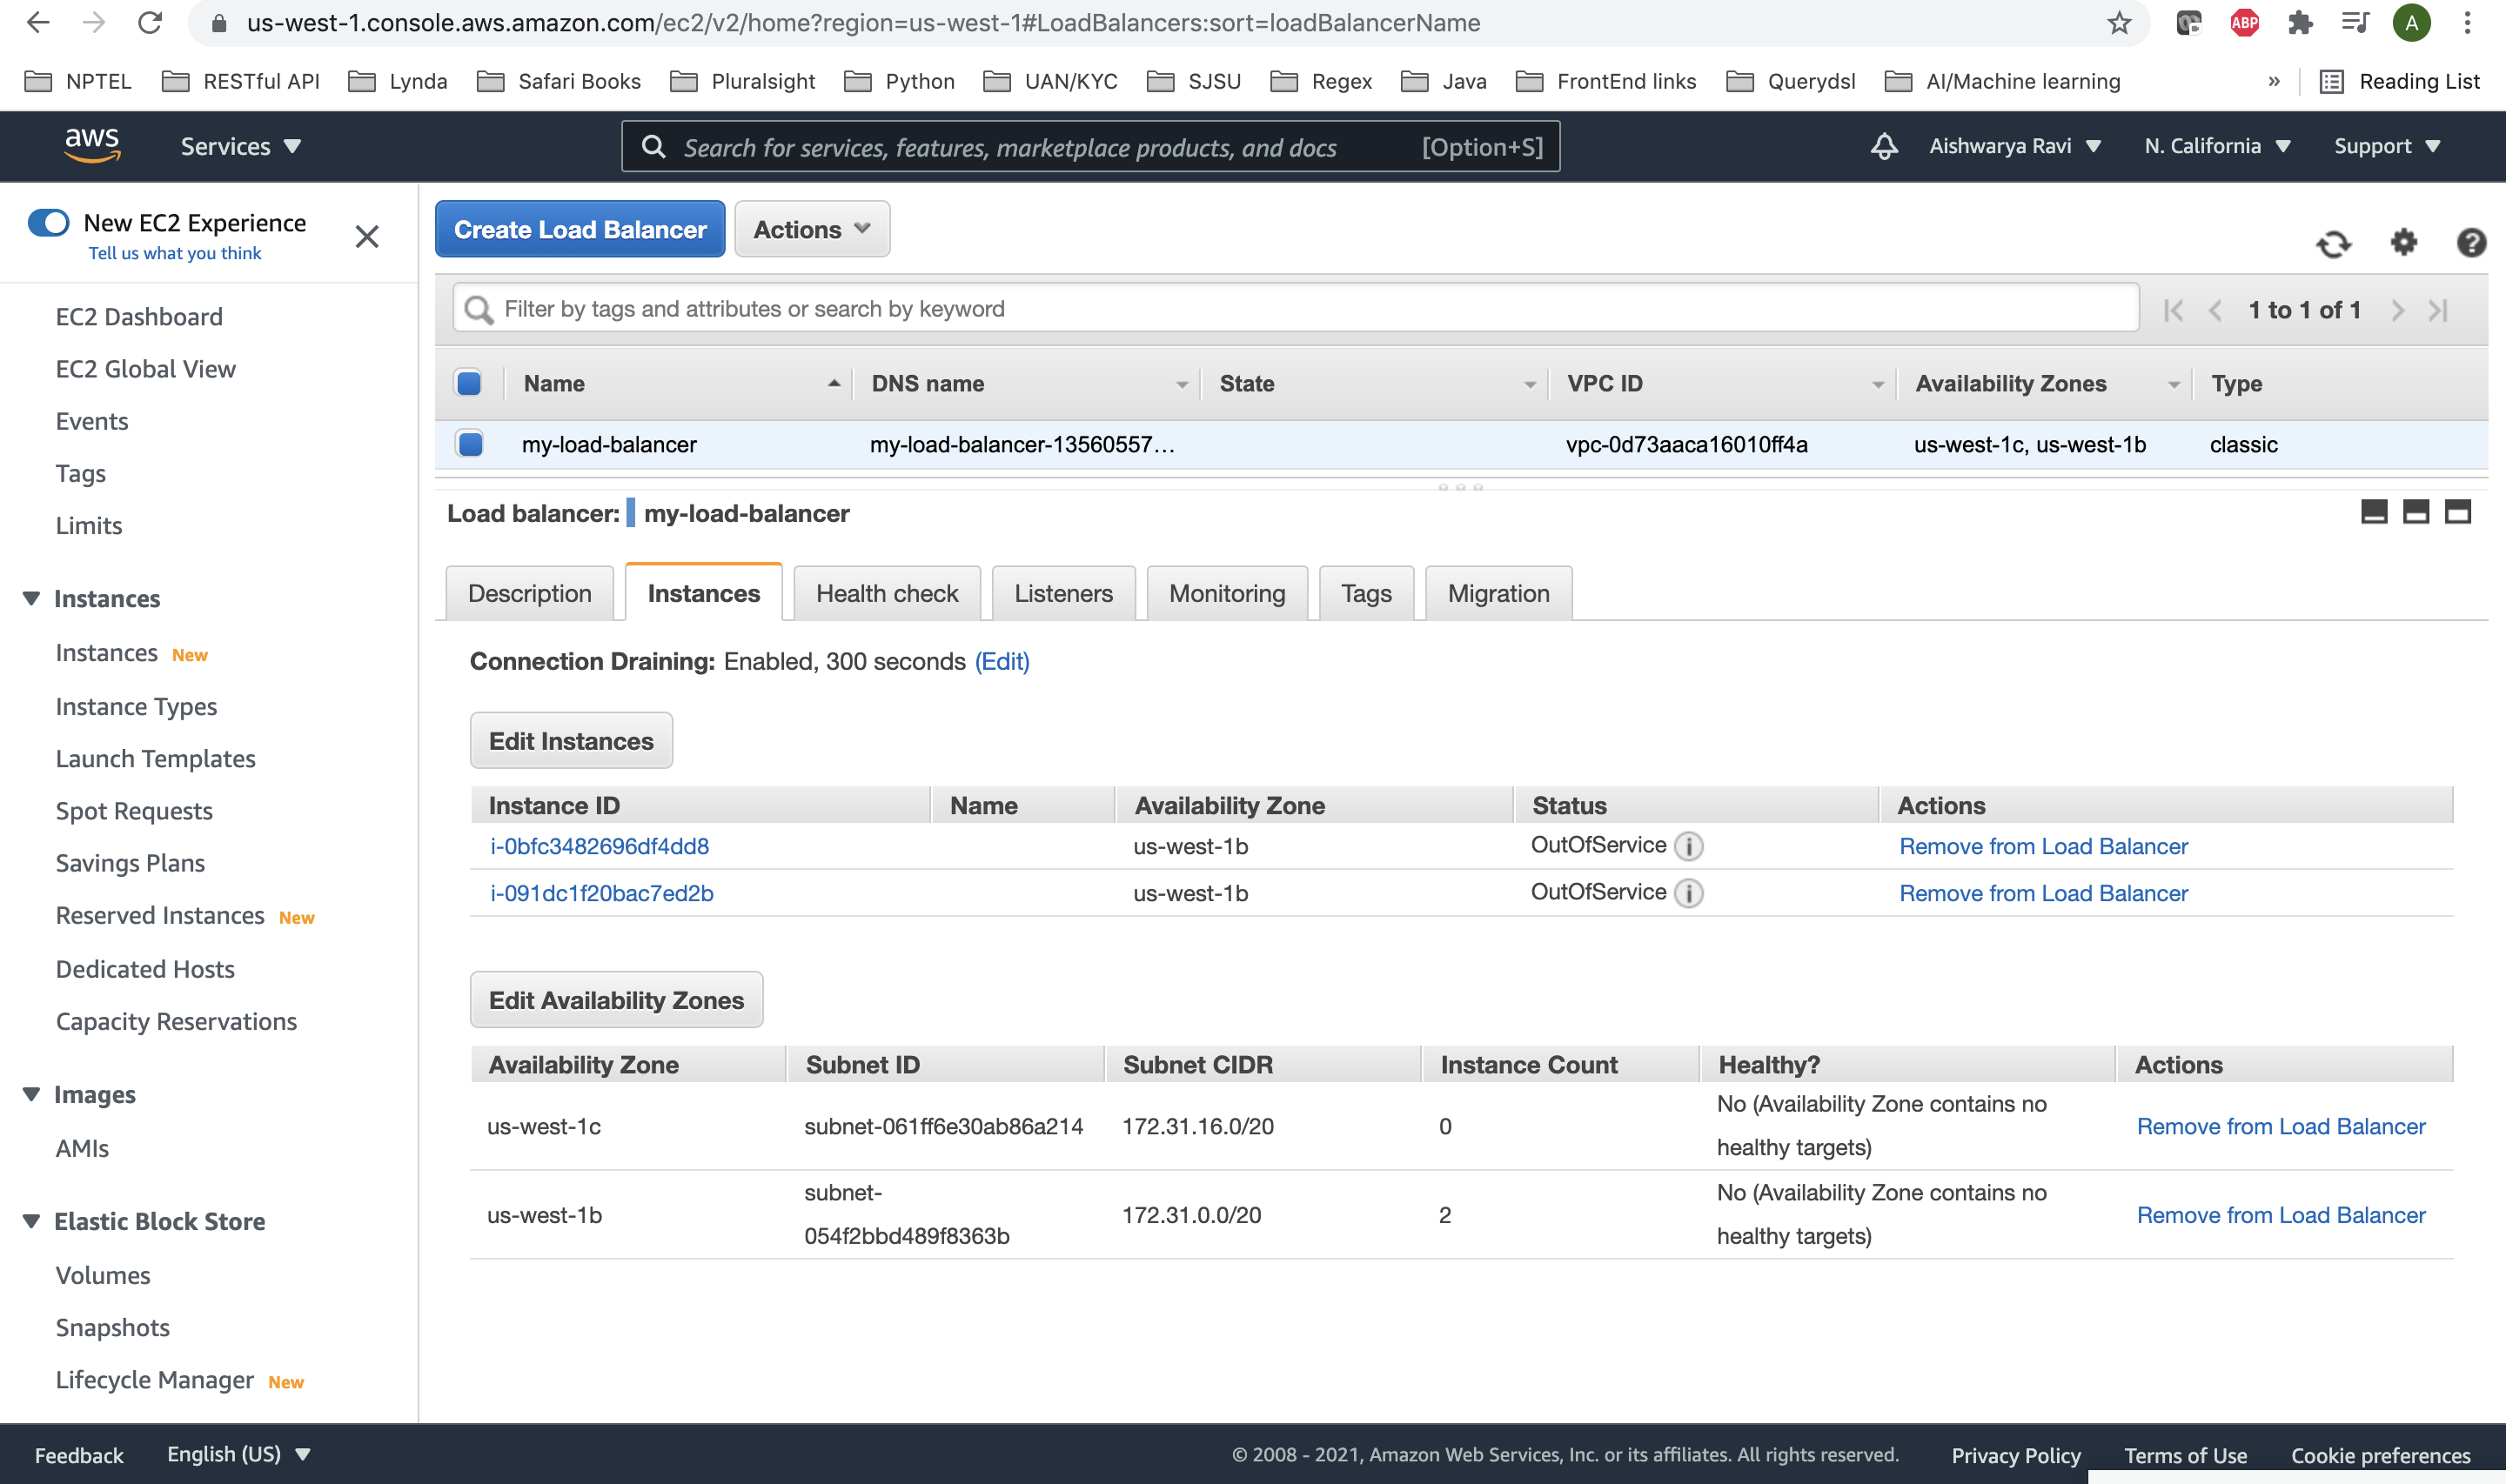 us-west-1.console.aws.amazon.com/ec2/v2/home?region=us-west-1#LoadBalancers:sort=loadBalancerName
ABP
A
NPTEL RESTful API Lynda Safari Books Pluralsight Python UAN/KYC SJSU Regex Java FrontEnd links Querydsl AI/Machine learning » Reading List
aws Services Search for services, features, marketplace products, and docs [Option+S] Aishwarya Ravi N. California Support
New EC2 Experience
Tell us what you think
EC2 Dashboard
EC2 Global View
Events
Tags
Limits
Instances
Instances New
Instance Types
Launch Templates
Spot Requests
Savings Plans
Reserved Instances New
Dedicated Hosts
Capacity Reservations
Images
AMIs
Elastic Block Store
Volumes
Snapshots
Lifecycle Manager New
Create Load Balancer Actions
Filter by tags and attributes or search by keyword 1 to 1 of 1
Name DNS name State VPC ID Availability Zones Type
my-load-balancer my-load-balancer-13560557... vpc-0d73aaca16010ff4a us-west-1c, us-west-1b classic
Load balancer: my-load-balancer
Description Instances Health check Listeners Monitoring Tags Migration
Connection Draining: Enabled, 300 seconds (Edit)
Edit Instances
Instance ID Name Availability Zone Status Actions
i-0bfc3482696df4dd8 us-west-1b OutOfService i Remove from Load Balancer
i-091dc1f20bac7ed2b us-west-1b OutOfService i Remove from Load Balancer
Edit Availability Zones
Availability Zone Subnet ID Subnet CIDR Instance Count Healthy? Actions
us-west-1c subnet-061ff6e30ab86a214 172.31.16.0/20 0 No (Availability Zone contains no
healthy targets) Remove from Load Balancer
us-west-1b subnet-
054f2bbd489f8363b 172.31.0.0/20 2 No (Availability Zone contains no
healthy targets) Remove from Load Balancer
Feedback English (US) © 2008 - 2021, Amazon Web Services, Inc. or its affiliates. All rights reserved. Privacy Policy Terms of Use Cookie preferences